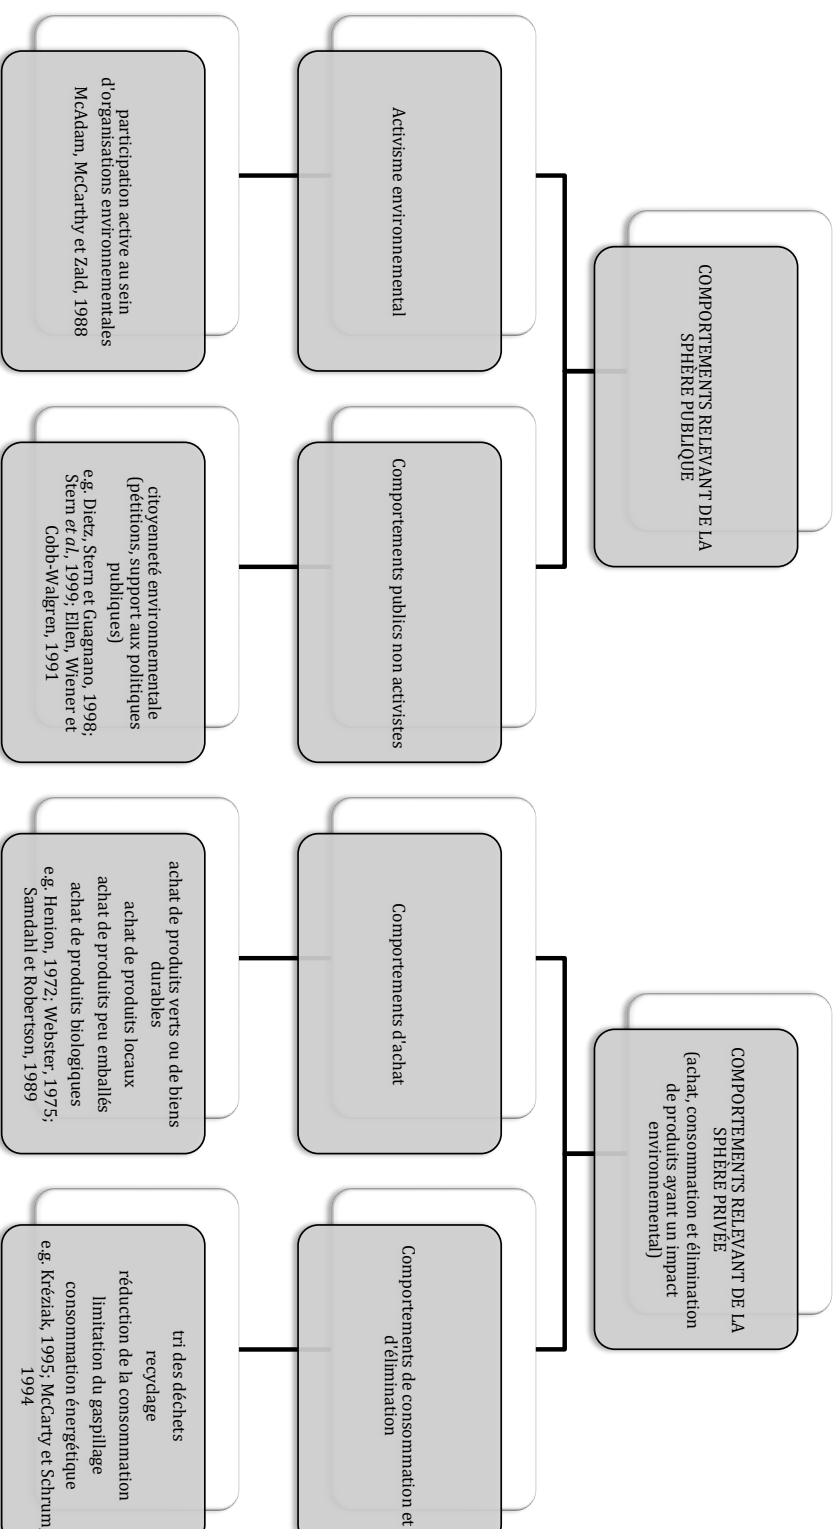 COMPORTEMENTS RELEVANT DE LA
SPHÈRE PUBLIQUE
Activisme environnemental
participation active au sein
d'organisations environnementales
McAdam, McCarthy et Zald, 1988
Comportements publics non activistes
citoyenneté environnementale
(pétitions, support aux politiques
publiques)
e.g. Dietz, Stern et Guagnano, 1998;
Stern et al., 1999; Ellen, Wiener et
Cobb-Walgren, 1991
COMPORTEMENTS RELEVANT DE LA
SPHÈRE PRIVÉE
(achat, consommation et élimination
de produits ayant un impact
environnemental)
Comportements d'achat
achat de produits verts ou de biens
durables
achat de produits locaux
achat de produits peu emballés
achat de produits biologiques
e.g. Henion, 1972; Webster, 1975;
Samdahl et Robertson, 1989
Comportements de consommation et
d'élimination
tri des déchets
recyclage
réduction de la consommation
limitation du gaspillage
consommation énergétique
e.g. Kréziak, 1995; McCarty et Schrum,
1994